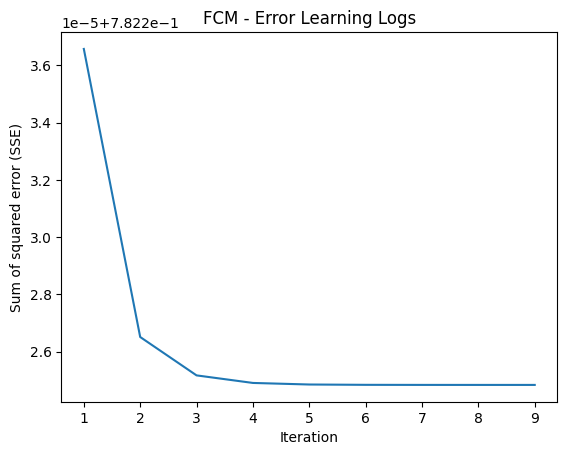 FCM - Error Learning Logs
1e−5+7.822e−1
Sum of squared error (SSE)
3.6
3.4
3.2
3.0
2.8
2.6
1 2 3 4 5 6 7 8 9
Iteration